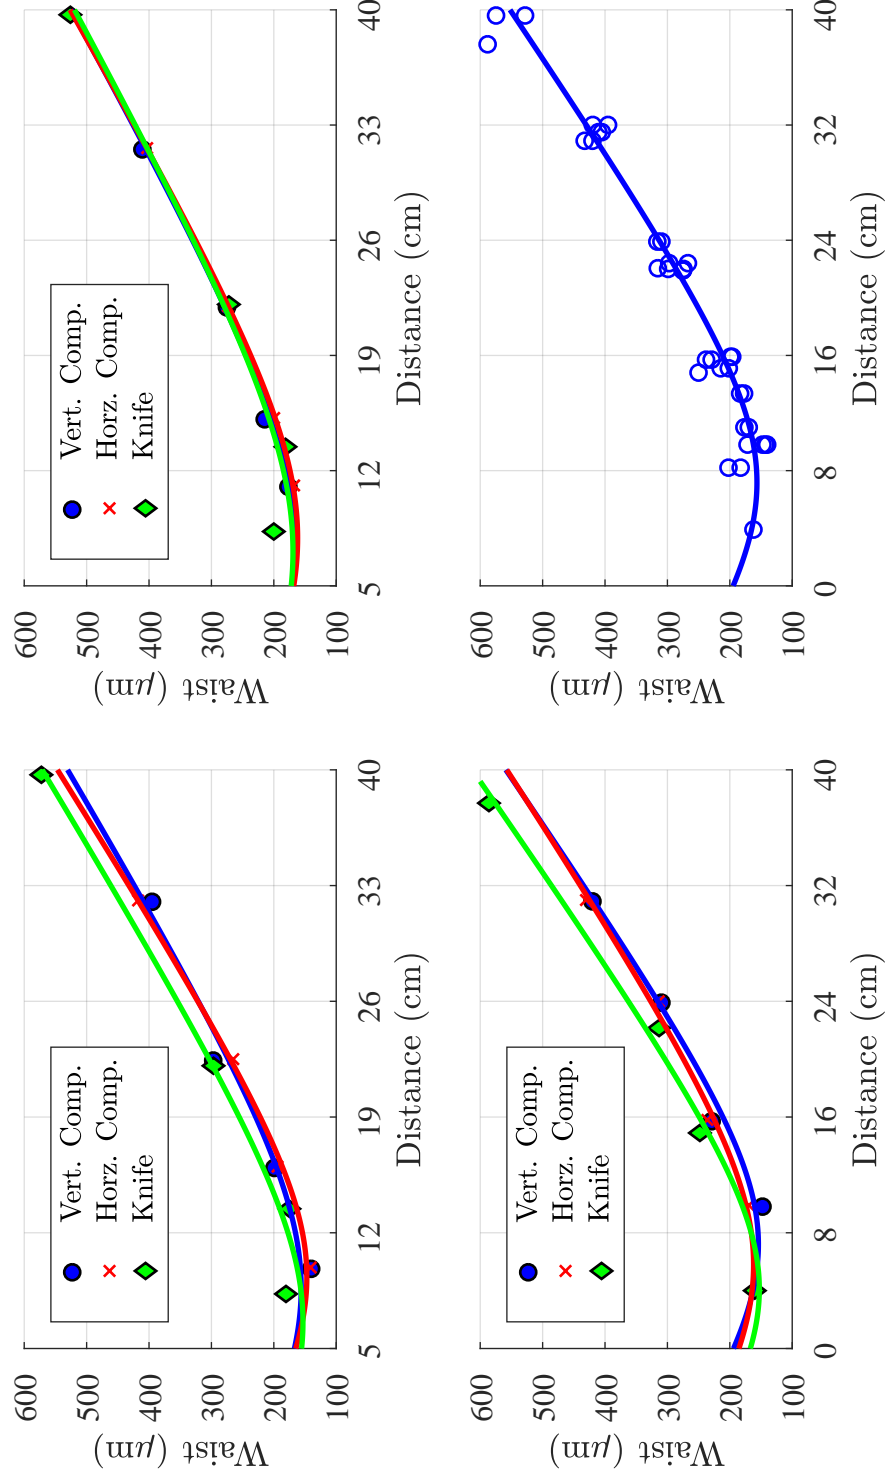 600
500
400
300
200
100
Waist (μm)
Vert. Comp.
Horz. Comp.
Knife
5 12 19 26 33 40
Distance (cm)
600
500
400
300
200
100
Waist (μm)
Vert. Comp.
Horz. Comp.
Knife
5 12 19 26 33 40
Distance (cm)
600
500
400
300
200
100
Waist (μm)
Vert. Comp.
Horz. Comp.
Knife
0 8 16 24 32 40
Distance (cm)
600
500
400
300
200
100
Waist (μm)
0 8 16 24 32 40
Distance (cm)